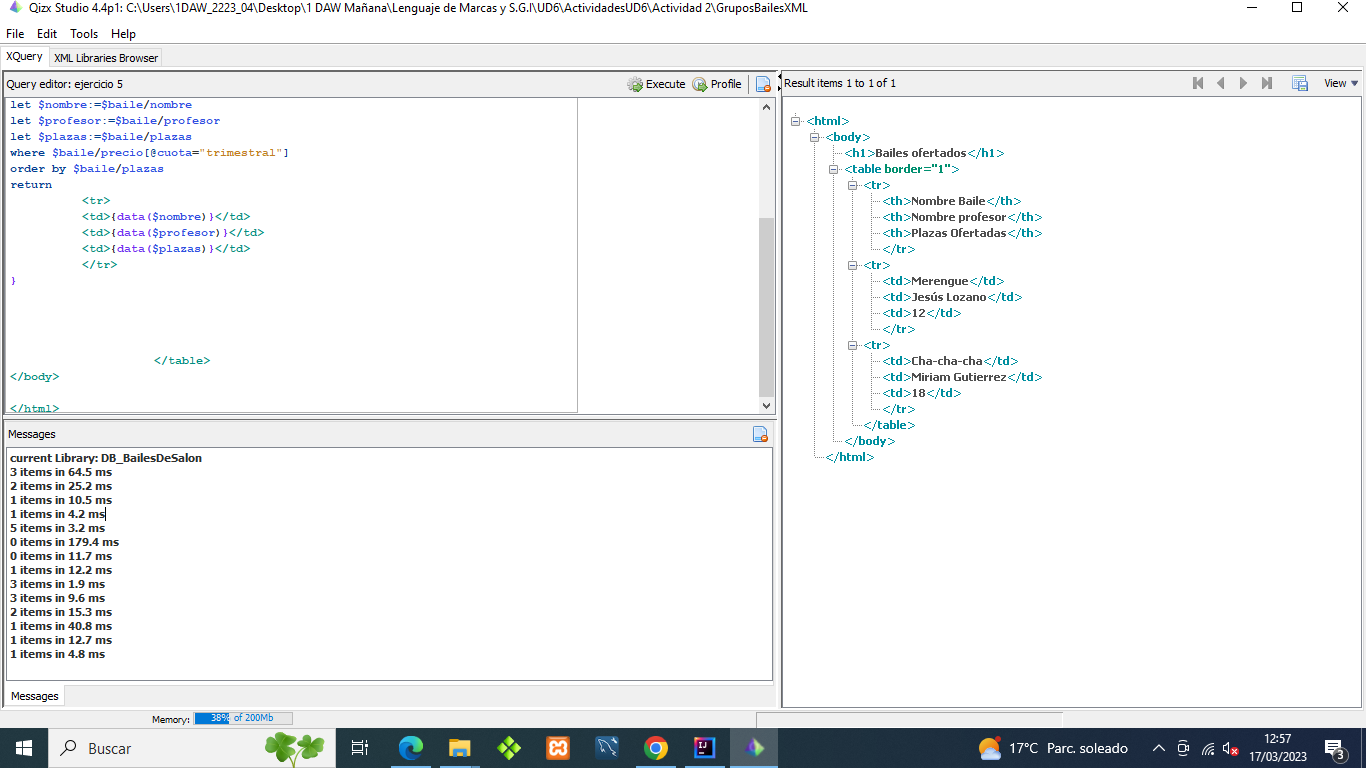 Qizx Studio 4.4p1: C:\Users\1DAW_2223_04\Desktop\1 DAW Mañana\Lenguaje de Marcas y S.G.I\UD6\ActividadesUD6\Actividad 2\GruposBailesXML
File Edit Tools Help
XQuery XML Libraries Browser
Query editor: ejercicio 5 Execute Profile
let $nombre:=$baile/nombre
let $profesor:=$baile/profesor
let $plazas:=$baile/plazas
where $baile/precio[@cuota="trimestral"]
order by $baile/plazas
return
<tr>
<td>{data($nombre)}</td>
<td>{data($profesor)}</td>
<td>{data($plazas)}</td>
</tr>
}
</table>
</body>
</html>
Messages
current Library: DB_BailesDeSalon
3 items in 64.5 ms
2 items in 25.2 ms
1 items in 10.5 ms
1 items in 4.2 ms
5 items in 3.2 ms
0 items in 179.4 ms
0 items in 11.7 ms
1 items in 12.2 ms
3 items in 1.9 ms
3 items in 9.6 ms
2 items in 15.3 ms
1 items in 40.8 ms
1 items in 12.7 ms
1 items in 4.8 ms
Messages
Memory: 38% of 200Mb
Result items 1 to 1 of 1 View
<html>
<body>
<h1>Bailes ofertados</h1>
<table border="1">
<tr>
<th>Nombre Baile</th>
<th>Nombre profesor</th>
<th>Plazas Ofertadas</th>
</tr>
<tr>
<td>Merengue</td>
<td>Jesús Lozano</td>
<td>12</td>
</tr>
<tr>
<td>Cha-cha-cha</td>
<td>Miriam Gutierrez</td>
<td>18</td>
</tr>
</table>
</body>
</html>
Buscar
17°C Parc. soleado
12:57
17/03/2023
3